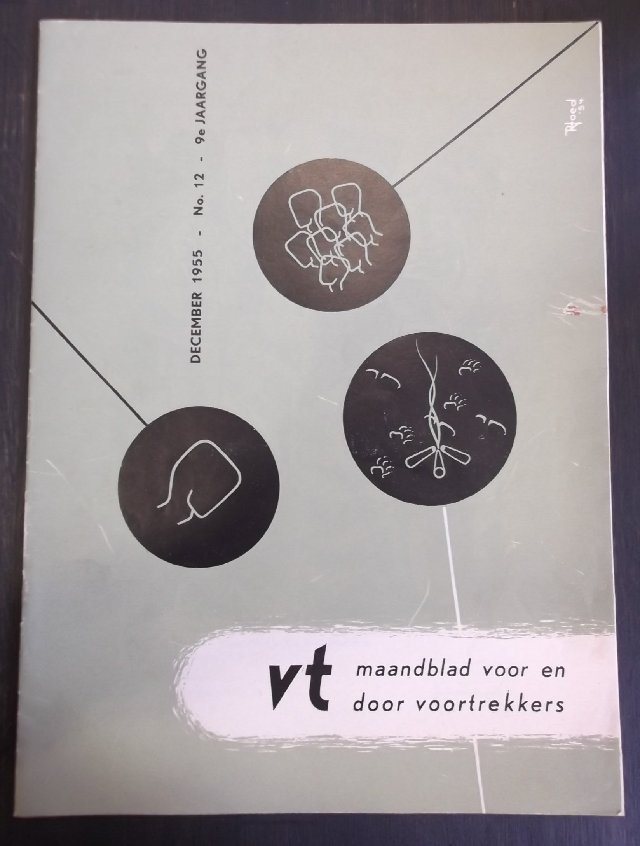 DECEMBER 1955 - No. 12 - 9e JAARGANG
vt
maandblad voor en
door voortrekkers